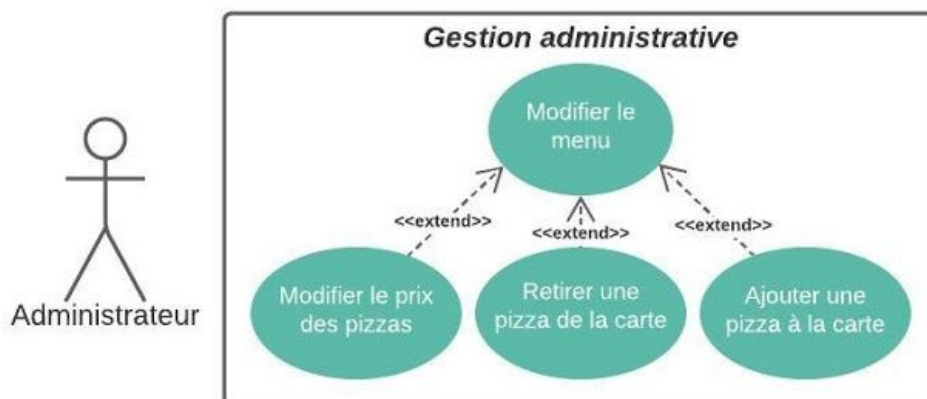 Gestion administrative
Modifier le
menu
<<extend>>
<<extend>>
<<extend>>
Modifier le prix
des pizzas
Retirer une
pizza de la carte
Ajouter une
pizza à la carte
Administrateur